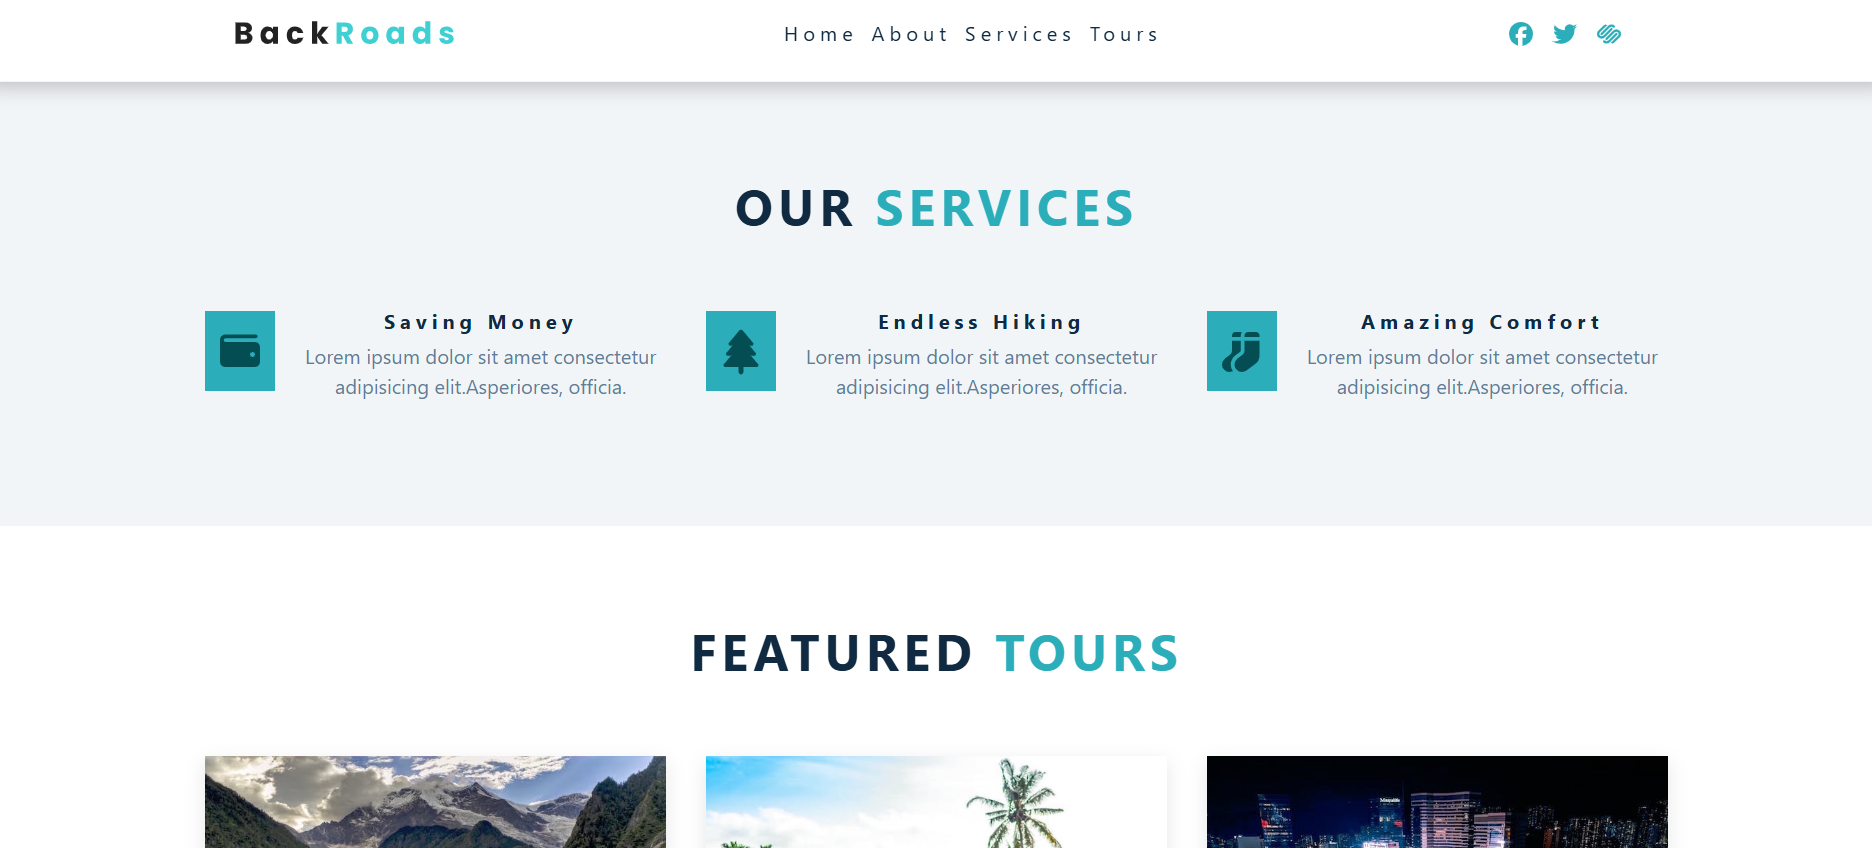 BackRoads
Home About Services Tours
OUR SERVICES
Saving Money
Lorem ipsum dolor sit amet consectetur
adipisicing elit.Asperiores, officia.
Endless Hiking
Lorem ipsum dolor sit amet consectetur
adipisicing elit.Asperiores, officia.
Amazing Comfort
Lorem ipsum dolor sit amet consectetur
adipisicing elit.Asperiores, officia.
FEATURED TOURS